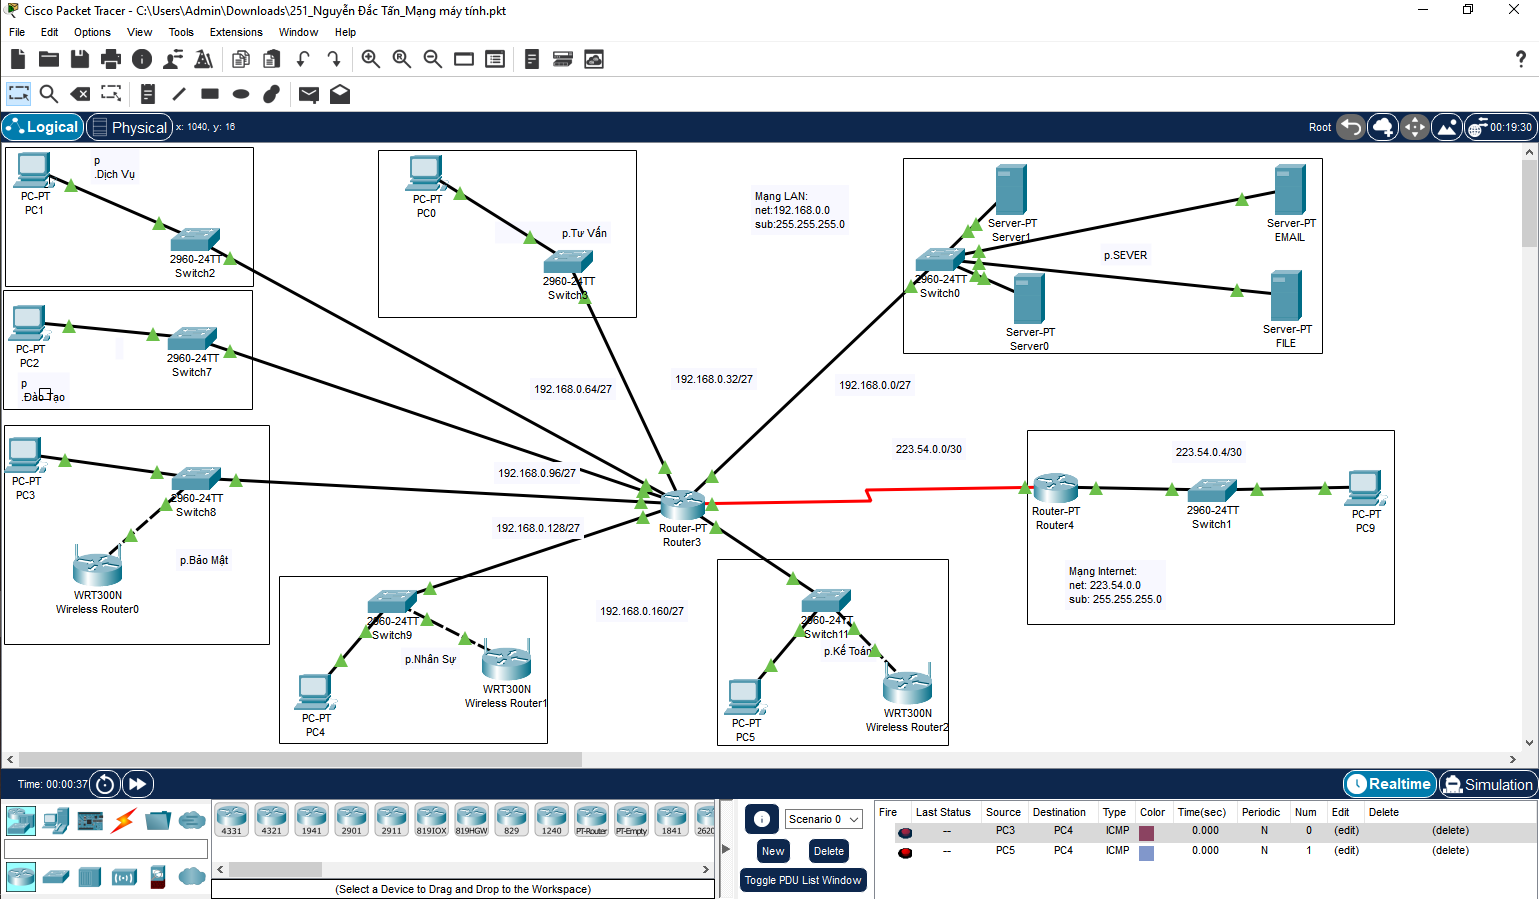 Cisco Packet Tracer - C:\Users\Admin\Downloads\251_Nguyễn Đắc Tấn_Mạng máy tính.pkt
File Edit Options View Tools Extensions Window Help
?
Logical Physical x: 1040, y: 16 Root 00:19:30
p
.Dịch Vụ
PC-PT
PC1
2960-24TT
Switch2
PC-PT
PC0
p.Tư Vấn
2960-24TT
Switch3
Mạng LAN:
net:192.168.0.0
sub:255.255.255.0
Server-PT
Server1
Server-PT
EMAIL
p.SEVER
2960-24TT
Switch0
Server-PT
Server0
Server-PT
FILE
PC-PT
PC2
2960-24TT
Switch7
p
.Đào Tạo
192.168.0.64/27
192.168.0.32/27
192.168.0.0/27
223.54.0.0/30
PC-PT
PC3
2960-24TT
Switch8
p.Bảo Mật
WRT300N
Wireless Router0
192.168.0.96/27
192.168.0.128/27
Router-PT
Router3
223.54.0.4/30
Router-PT
Router4
2960-24TT
Switch1
PC-PT
PC9
Mạng Internet:
net: 223.54.0.0
sub: 255.255.255.0
192.168.0.160/27
2960-24TT
Switch9
p.Nhân Sự
WRT300N
Wireless Router1
PC-PT
PC4
2960-24TT
Switch11
p.Kế Toán
WRT300N
Wireless Router2
PC-PT
PC5
Time: 00:00:37 Realtime Simulation
4331 4321 1941 2901 2911 819IOX 819HGW 829 1240 PT-Router PT-Empty 1841 2620
(Select a Device to Drag and Drop to the Workspace)
Scenario 0
New Delete
Toggle PDU List Window
Fire Last Status Source Destination Type Color Time(sec) Periodic Num Edit Delete
-- PC3 PC4 ICMP 0.000 N 0 (edit) (delete)
-- PC5 PC4 ICMP 0.000 N 1 (edit) (delete)